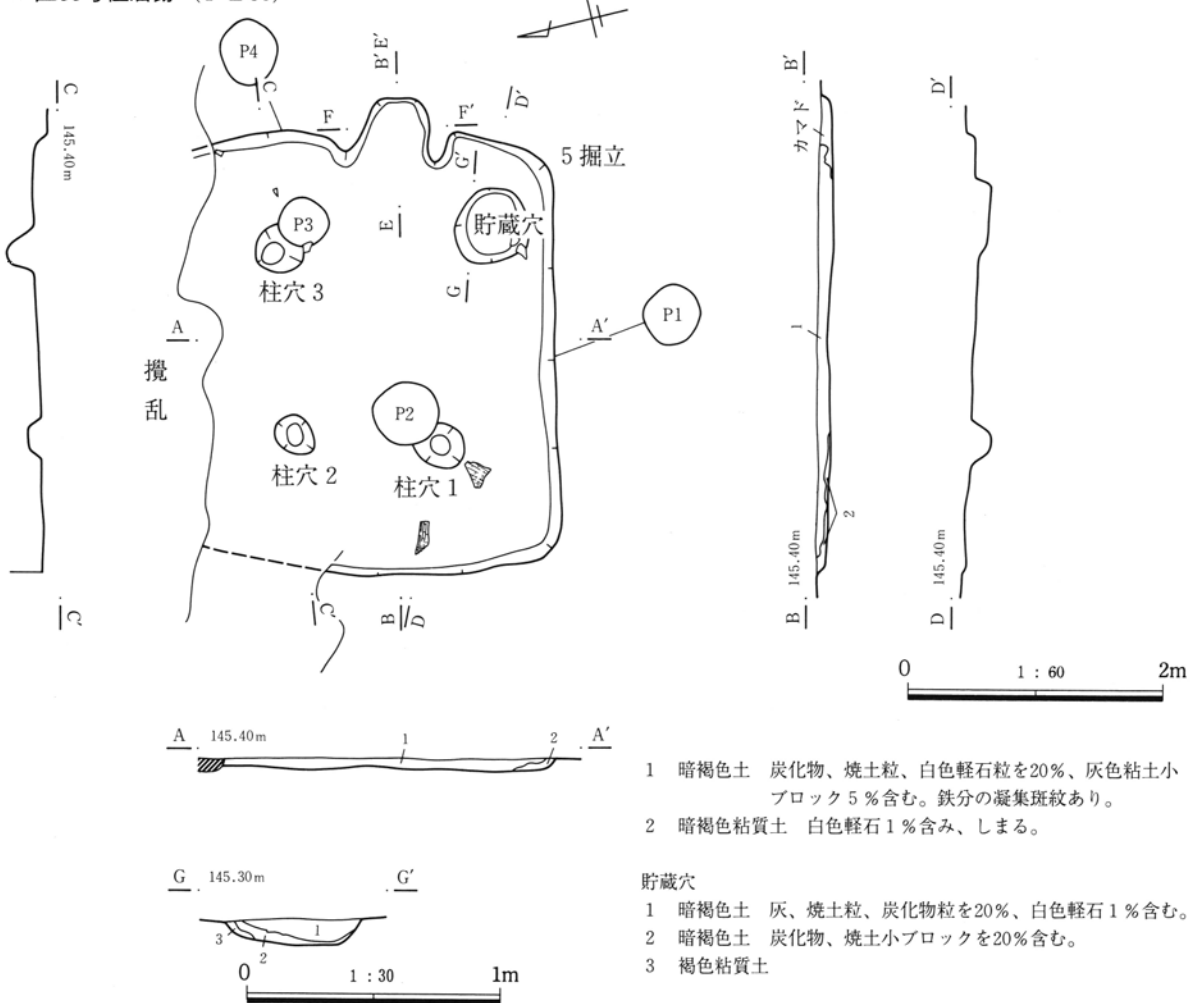 P4
C
C
145.40m
B′E′
D′
F
F′
G′
5 掘立
P3
E
貯蔵穴
柱穴 3
G
A
A′
P1
攪乱
P2
柱穴 2
柱穴 1
C′
C′
B
D
B′
カマド
1
2
145.40m
B
D′
145.40m
D
0
1 : 60
2m
A
145.40m
1
2
A′
G
145.30m
G′
3
2
1
0
1 : 30
1m
1 暗褐色土 炭化物、焼土粒、白色軽石粒を20%、灰色粘土小
ブロック 5 %含む。鉄分の凝集斑紋あり。
2 暗褐色粘質土 白色軽石 1 %含み、しまる。
貯蔵穴
1 暗褐色土 灰、焼土粒、炭化物粒を20%、白色軽石 1 %含む。
2 暗褐色土 炭化物、焼土小ブロックを20%含む。
3 褐色粘質土